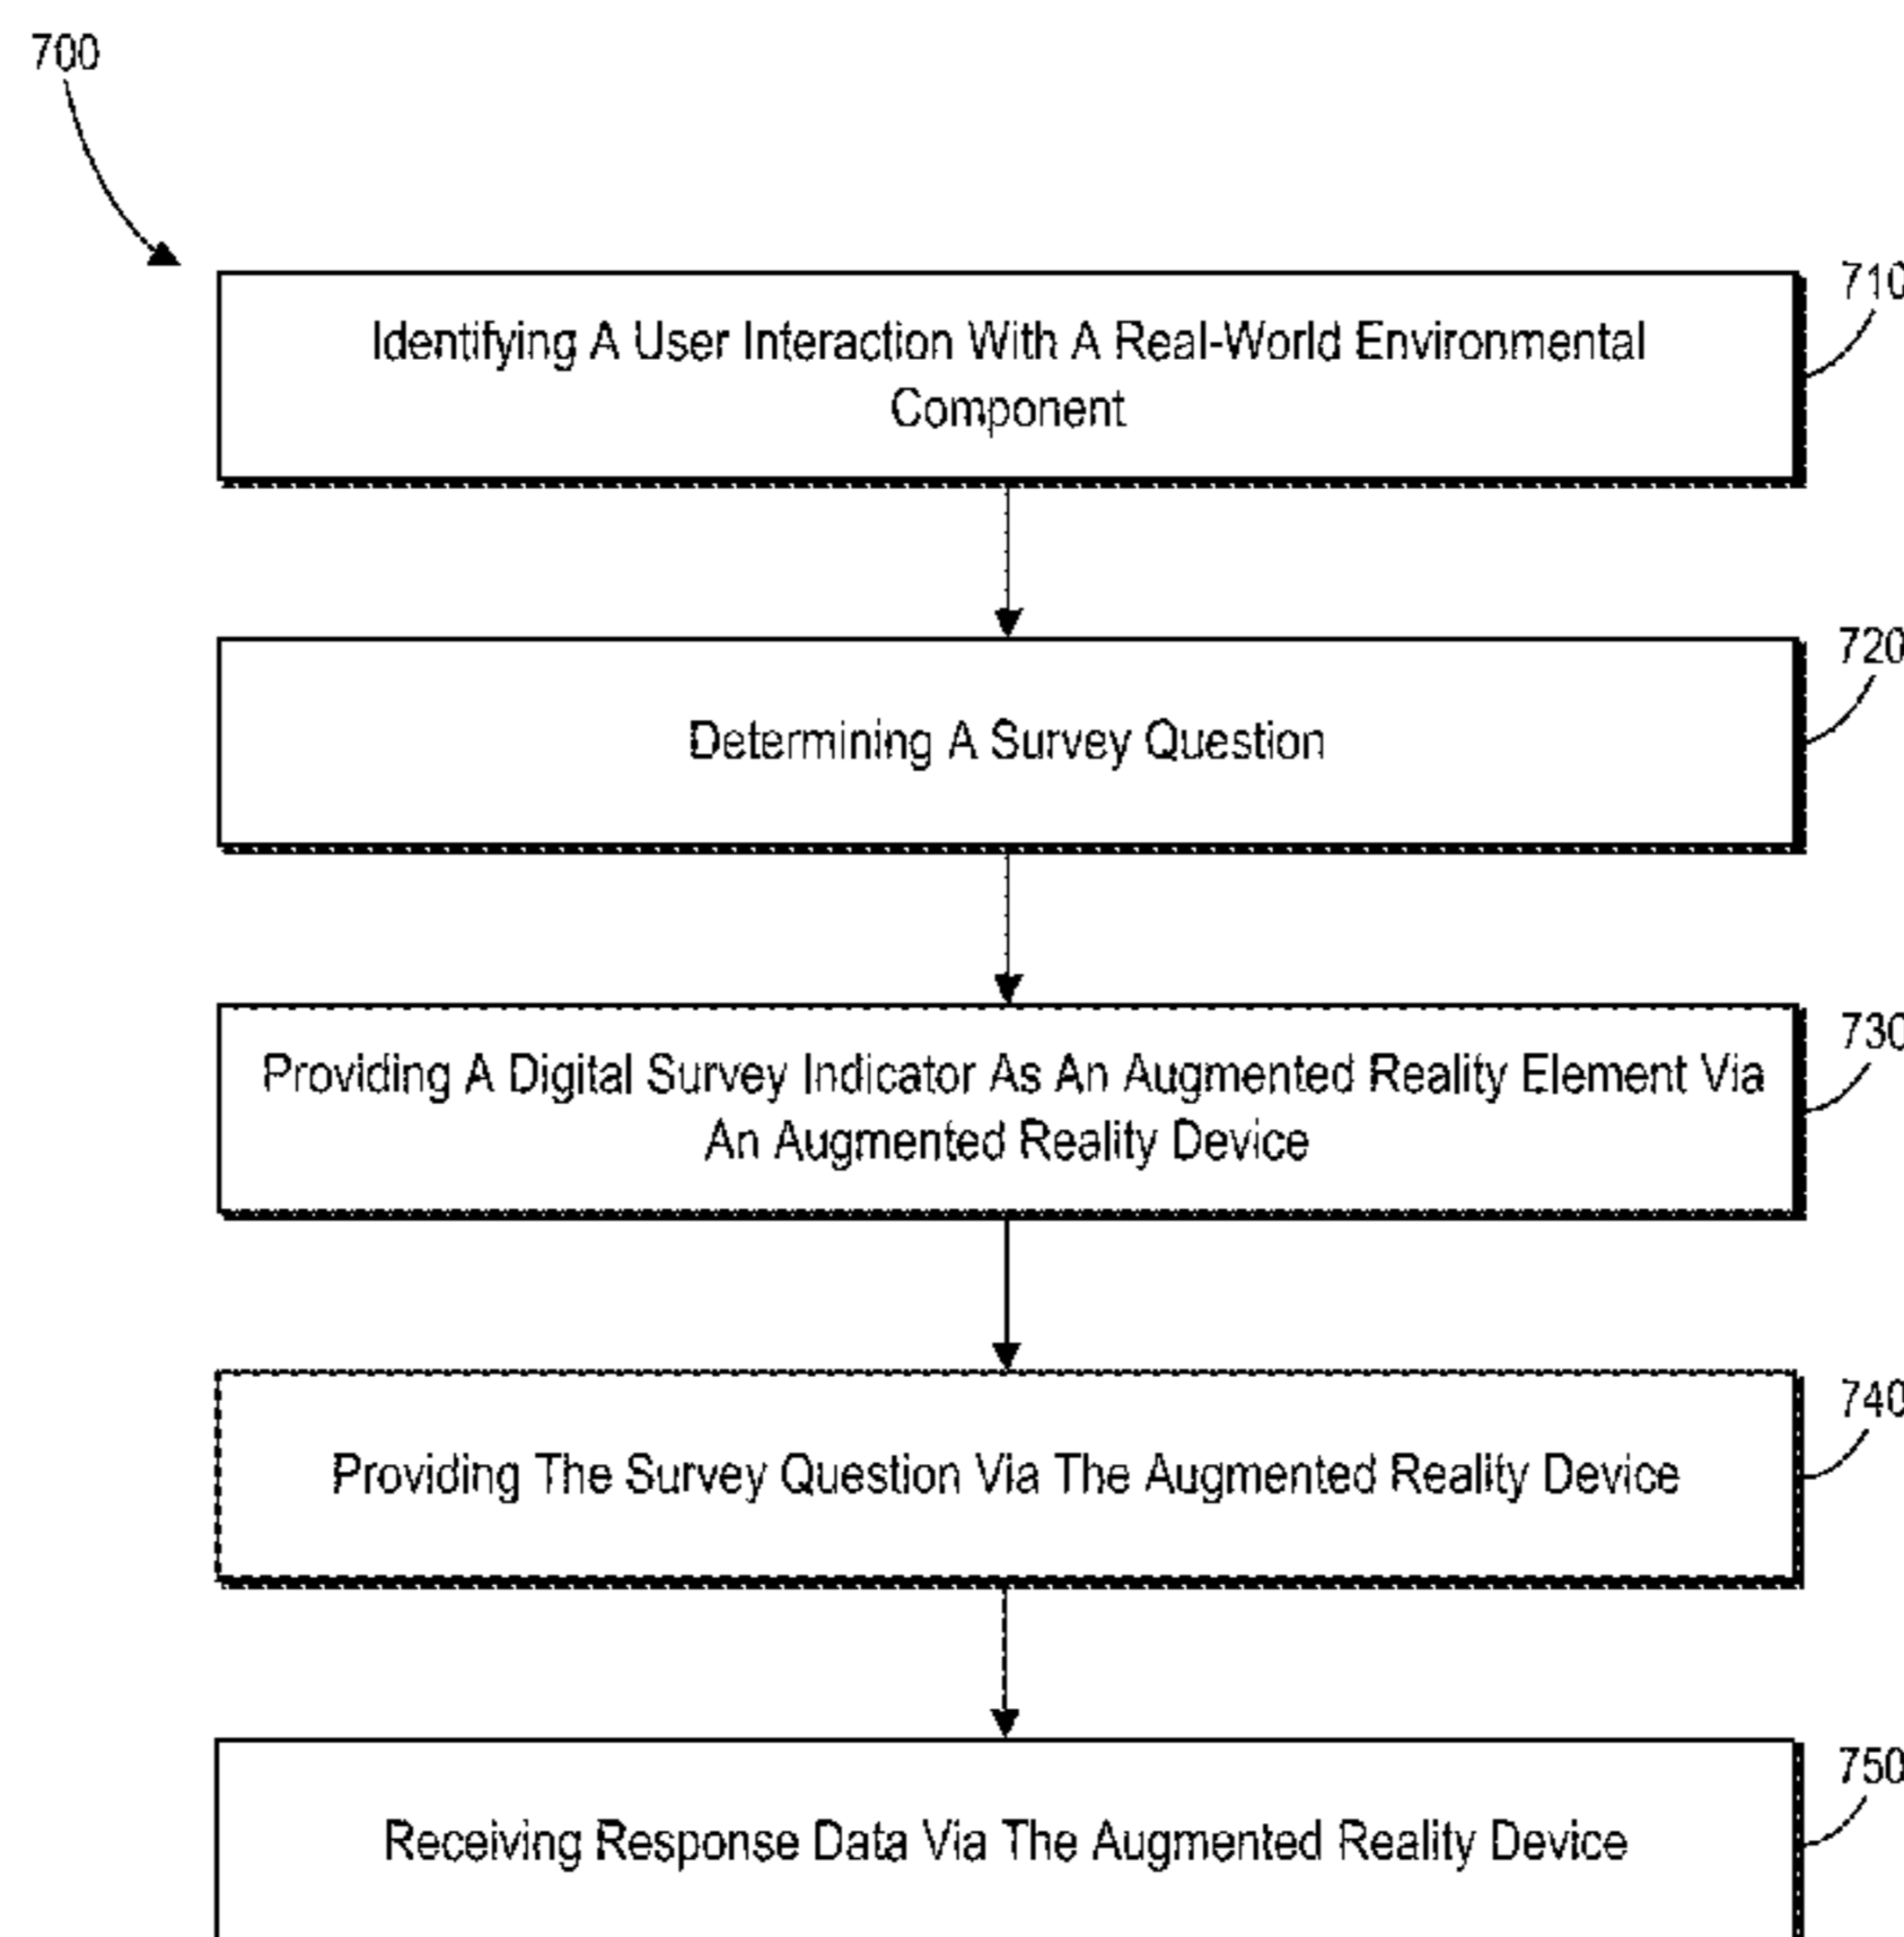 700
710
Identifying A User Interaction With A Real-World Environmental
Component
720
Determining A Survey Question
730
Providing A Digital Survey Indicator As An Augmented Reality Element Via
An Augmented Reality Device
740
Providing The Survey Question Via The Augmented Reality Device
750
Receiving Response Data Via The Augmented Reality Device